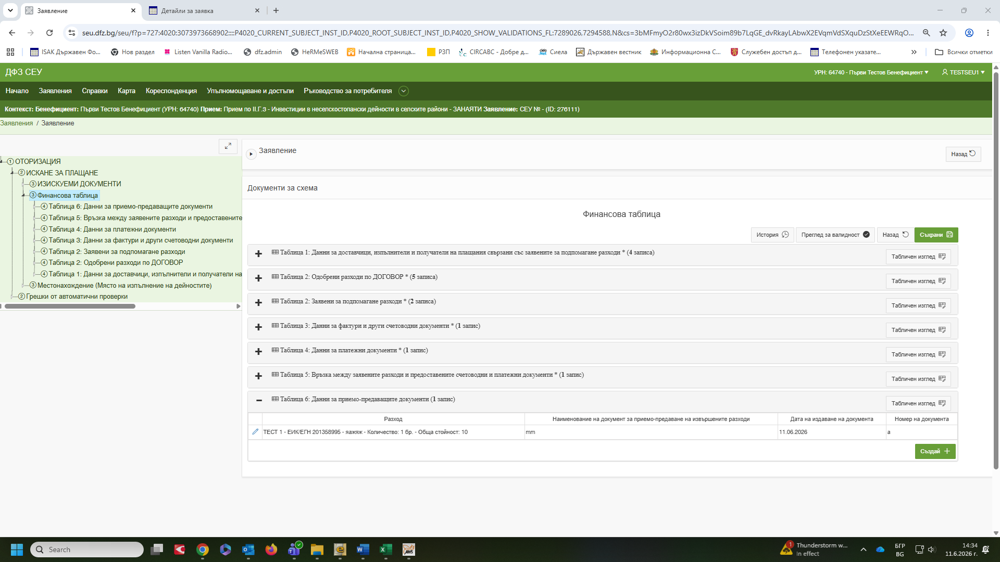 Заявление
Детайли за заявка
seu.dfz.bg/seu/f?p=727:4020:3073973668902::::P4020_CURRENT_SUBJECT_INST_ID,P4020_ROOT_SUBJECT_INST_ID,P4020_SHOW_VALIDATIONS_FL:7289026,7294588,N&cs=3bMFmyO2r80wx3izDkVSoim89b7LqGE_dvRkayLAbwX2EVqmVdSXquDzStXeEEWRqO...
ISAK Държавен Фо...
Нов раздел
Listen Vanilla Radio...
dfz.admin
HeRMeSWEB
Начална страница...
РЗП
CIRCABC - Добре д...
Сиела
Държавен вестник
Информационна С...
Служебен достъп д...
Телефонен указате...
Всички отметки
ДФЗ СЕУ
УРН: 64740 - Първи Тестов Бенефициент
TESTSEU1
Начало
Заявления
Справки
Карта
Кореспонденция
Упълномощаване и достъпи
Ръководство за потребителя
Контекст: Бенефициент: Първи Тестов Бенефициент (УРН: 64740) Прием: Прием по II.Г.3 - Инвестиции в неселскостопански дейности в селските райони - ЗАНАЯТИ Заявление: СЕУ № - (ID: 276111)
Заявления / Заявление
1 ОТОРИЗАЦИЯ
2 ИСКАНЕ ЗА ПЛАЩАНЕ
3 ИЗИСКУЕМИ ДОКУМЕНТИ
3 Финансова таблица
4 Таблица 6: Данни за приемо-предаващите документи
4 Таблица 5: Връзка между заявените разходи и предоставените
4 Таблица 4: Данни за платежни документи
4 Таблица 3: Данни за фактури и други счетоводни документи
4 Таблица 2: Заявени за подпомагане разходи
4 Таблица 2: Одобрени разходи по ДОГОВОР
4 Таблица 1: Данни за доставчици, изпълнители и получатели на
3 Местонахождение (Място на изпълнение на дейностите)
2 Грешки от автоматични проверки
Заявление
Назад
Документи за схема
Финансова таблица
История
Преглед за валидност
Назад
Съхрани
Таблица 1: Данни за доставчици, изпълнители и получатели на плащания свързани със заявените за подпомагане разходи * (4 записа)
Табличен изглед
Таблица 2: Одобрени разходи по ДОГОВОР * (5 записа)
Табличен изглед
Таблица 2: Заявени за подпомагане разходи * (2 записа)
Табличен изглед
Таблица 3: Данни за фактури и други счетоводни документи * (1 запис)
Табличен изглед
Таблица 4: Данни за платежни документи * (1 запис)
Табличен изглед
Таблица 5: Връзка между заявените разходи и предоставените счетоводни и платежни документи * (1 запис)
Табличен изглед
Таблица 6: Данни за приемо-предаващите документи (1 запис)
Табличен изглед
Разход
Наименование на документ за приемо-предаване на извършените разходи
Дата на издаване на документа
Номер на документа
ТЕСТ 1 - ЕИК/ЕГН 201358995 - яажяж - Количество: 1 бр. - Обща стойност: 10
mm
11.06.2026
а
Създай
Search
1
Thunderstorm w...
In effect
БГР
BG
14:34
11.6.2026 г.